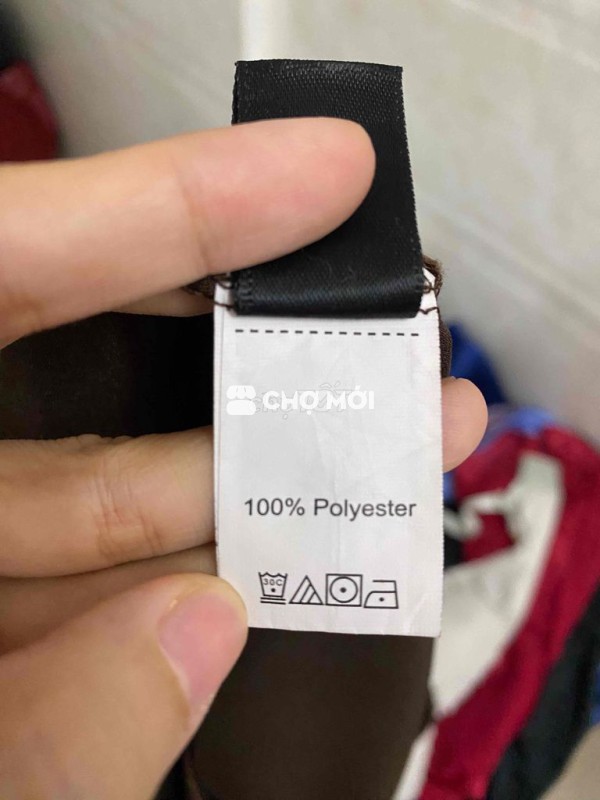 CHỢ MỚI
100% Polyester
30C